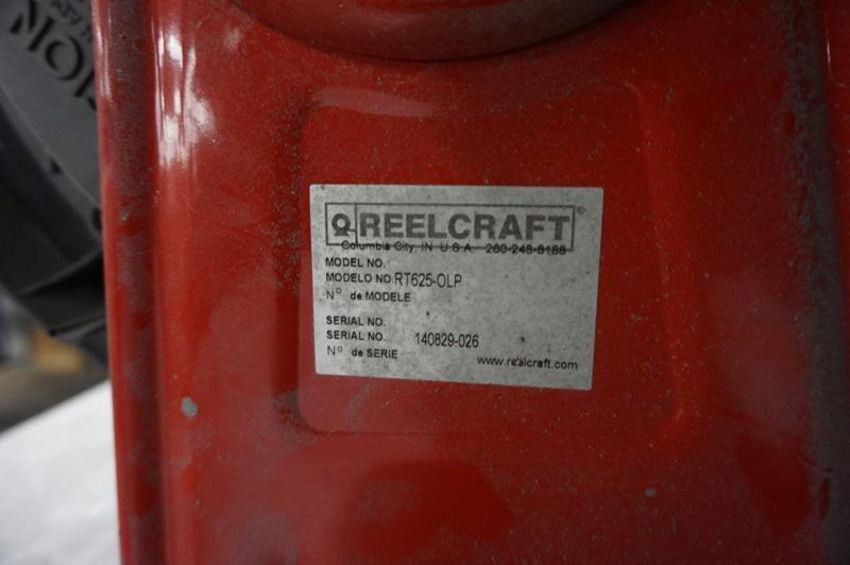 REELCRAFT®
Columbia City, IN U.S.A. 260-248-8188
MODEL NO.
MODELO NO. RT625-OLP
N° de MODELE
SERIAL NO.
SERIAL NO. 140829-026
N° de SERIE
www.reelcraft.com